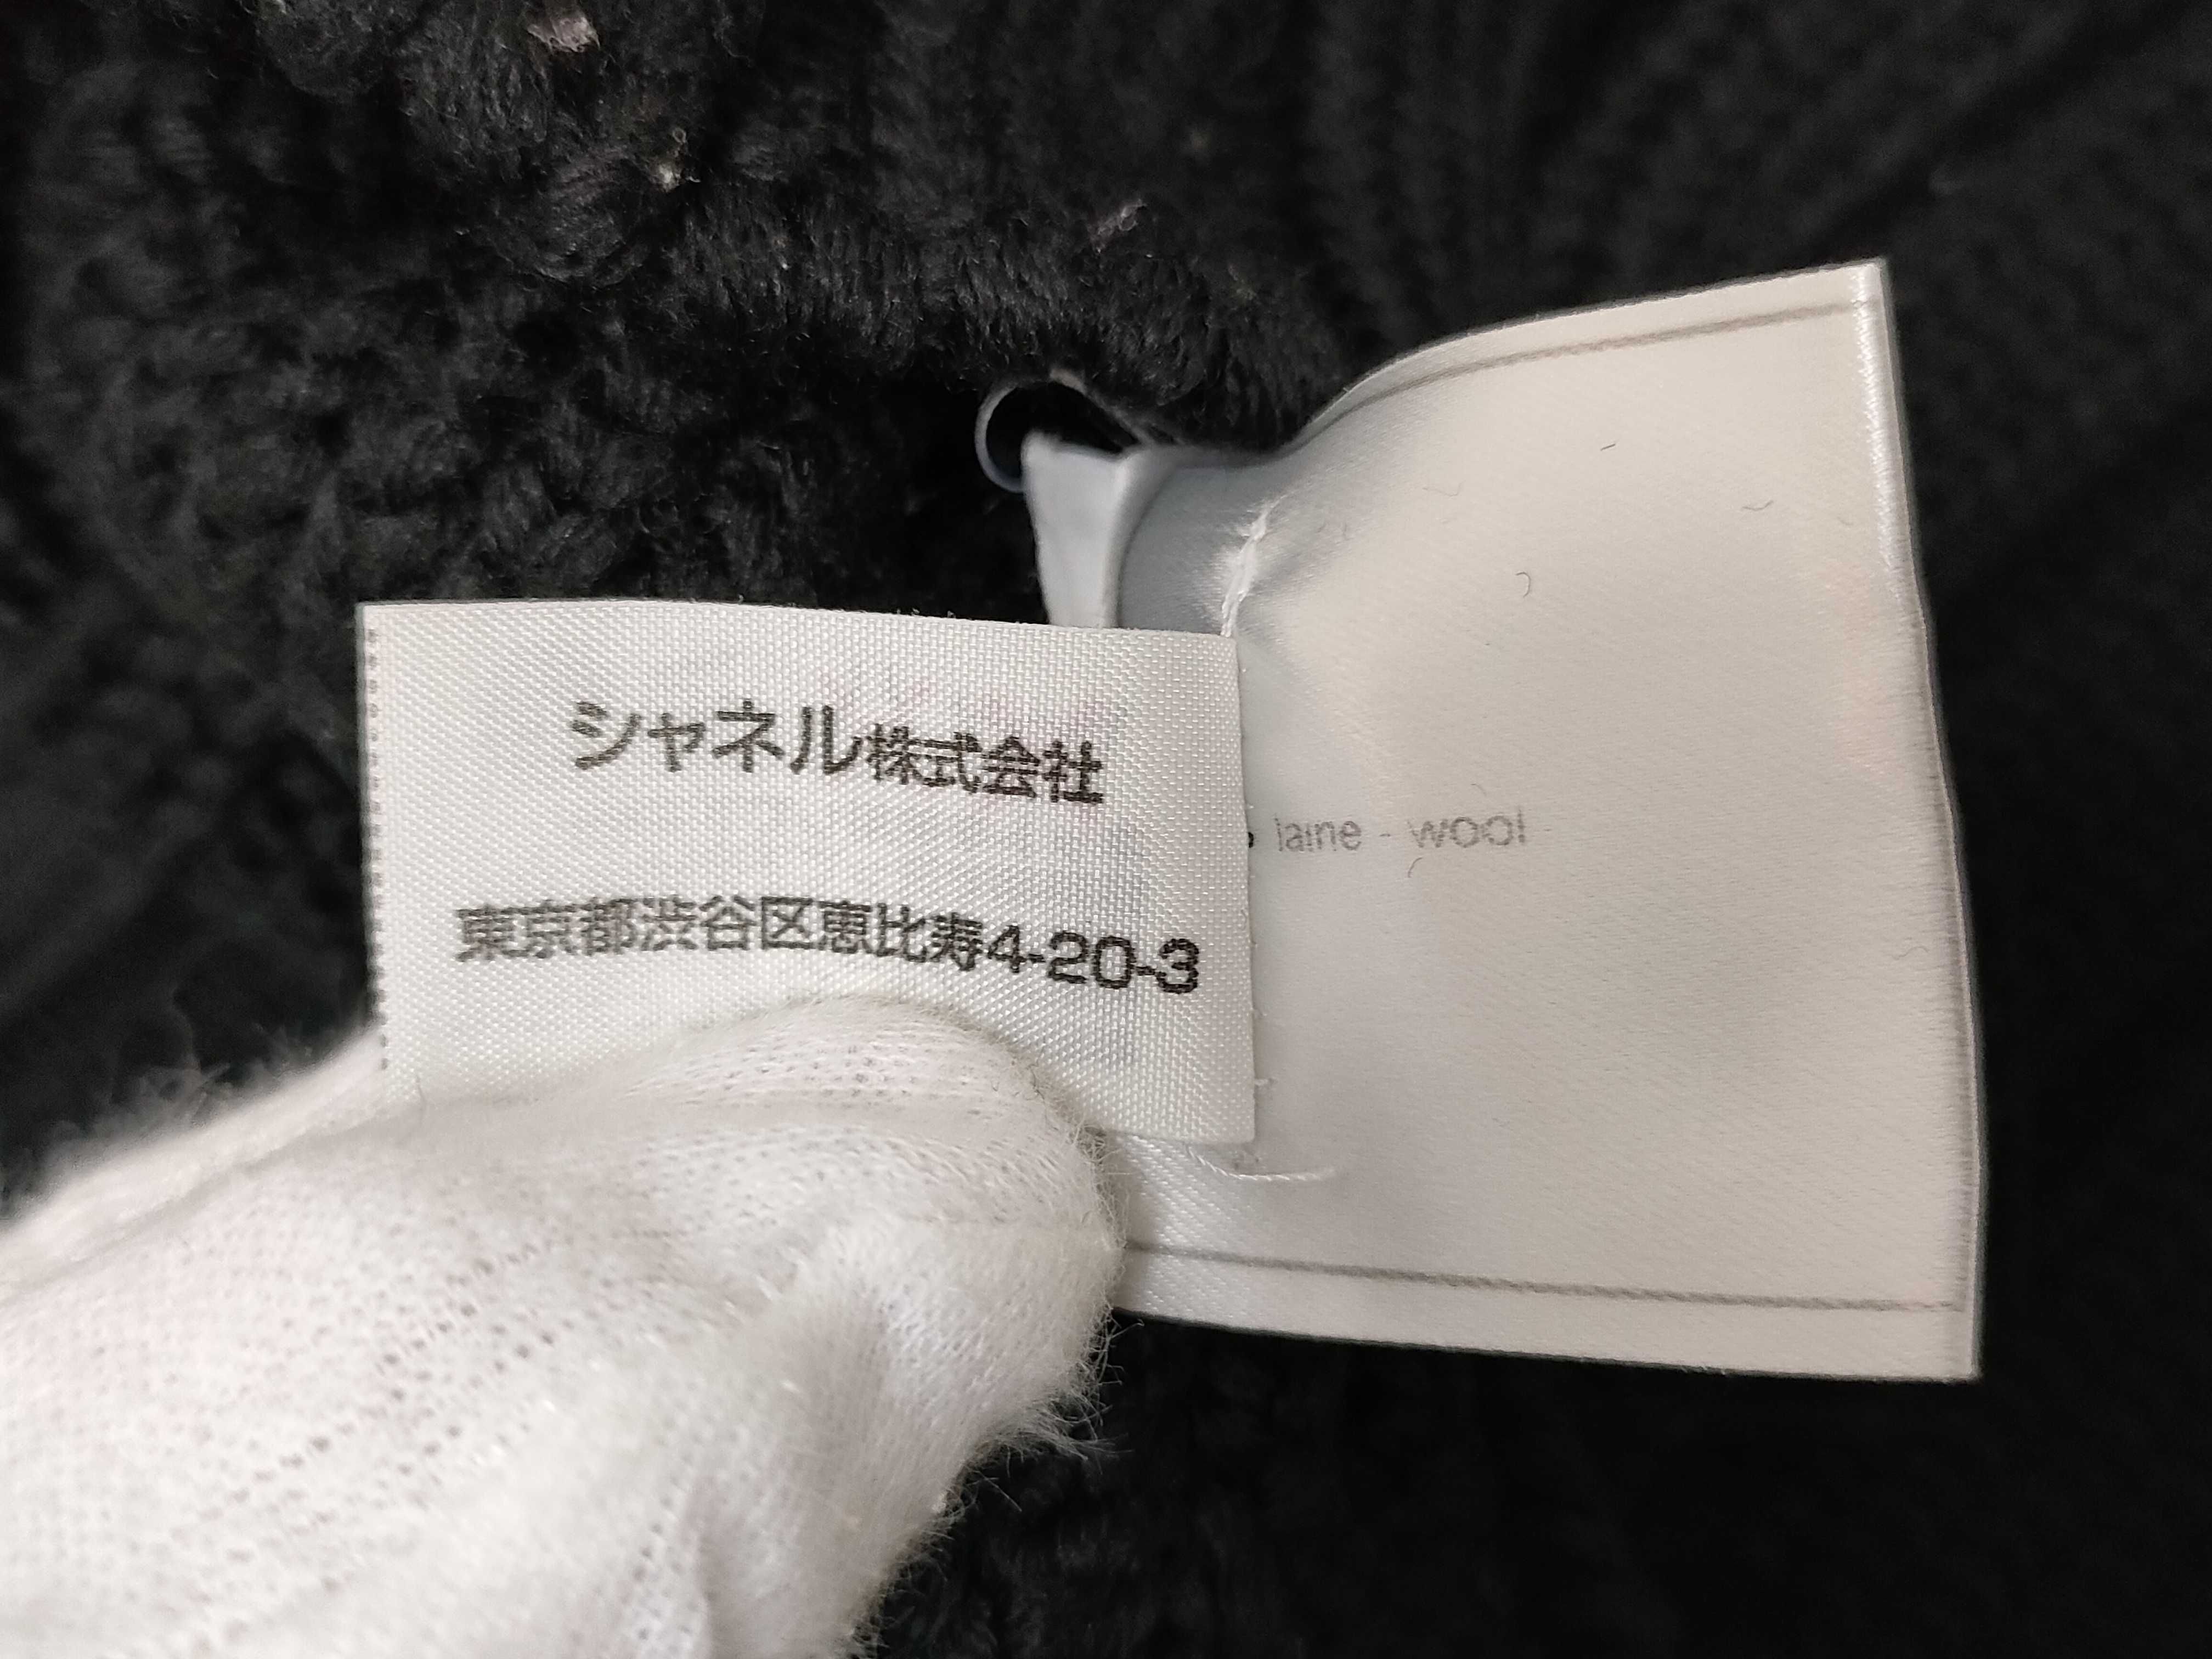 シャネル株式会社
laine - wool
東京都渋谷区恵比寿4-20-3